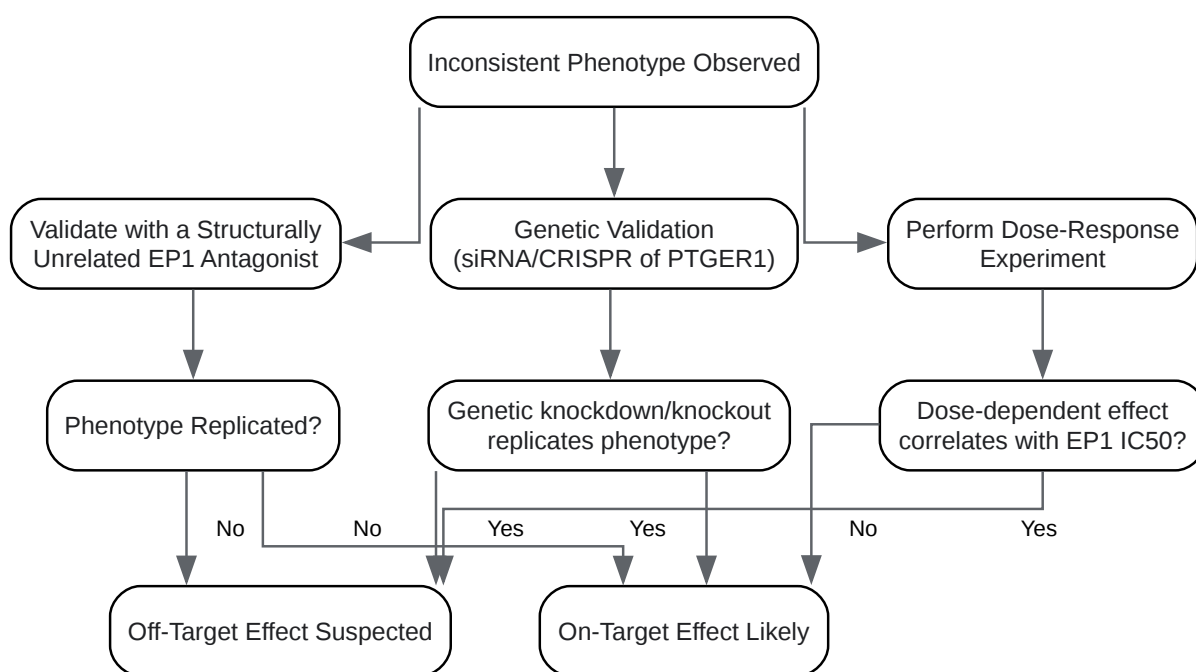 Inconsistent Phenotype Observed
Validate with a Structurally
Unrelated EP1 Antagonist
Genetic Validation
(siRNA/CRISPR of PTGER1)
Perform Dose-Response
Experiment
Phenotype Replicated?
Genetic knockdown/knockout
replicates phenotype?
Dose-dependent effect
correlates with EP1 IC50?
No
No
Yes
Yes
No
Yes
Off-Target Effect Suspected
On-Target Effect Likely